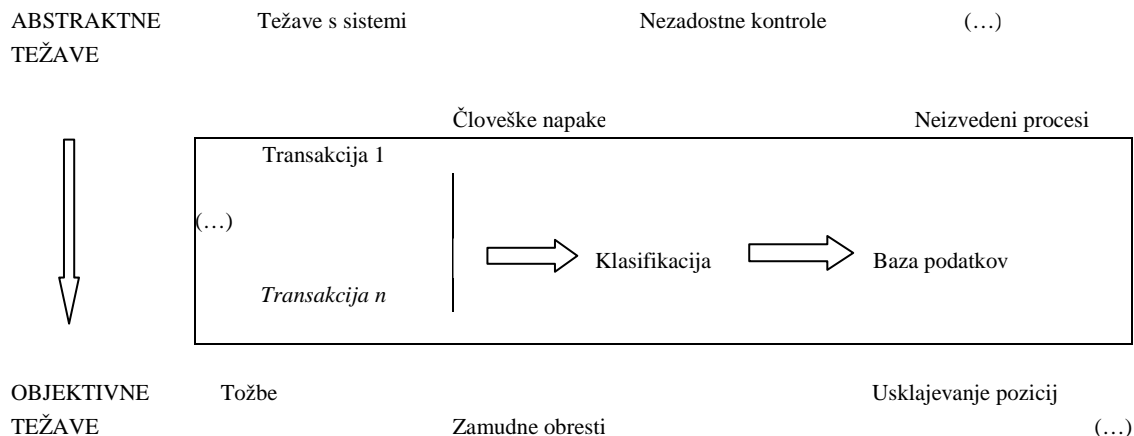 ABSTRAKTNE Težave s sistemi Nezadostne kontrole (…)
TEŽAVE
Človeške napake Neizvedeni procesi
Transakcija 1
(…)
Klasifikacija Baza podatkov
Transakcija n
OBJEKTIVNE Tožbe Usklajevanje pozicij
TEŽAVE Zamudne obresti (…)